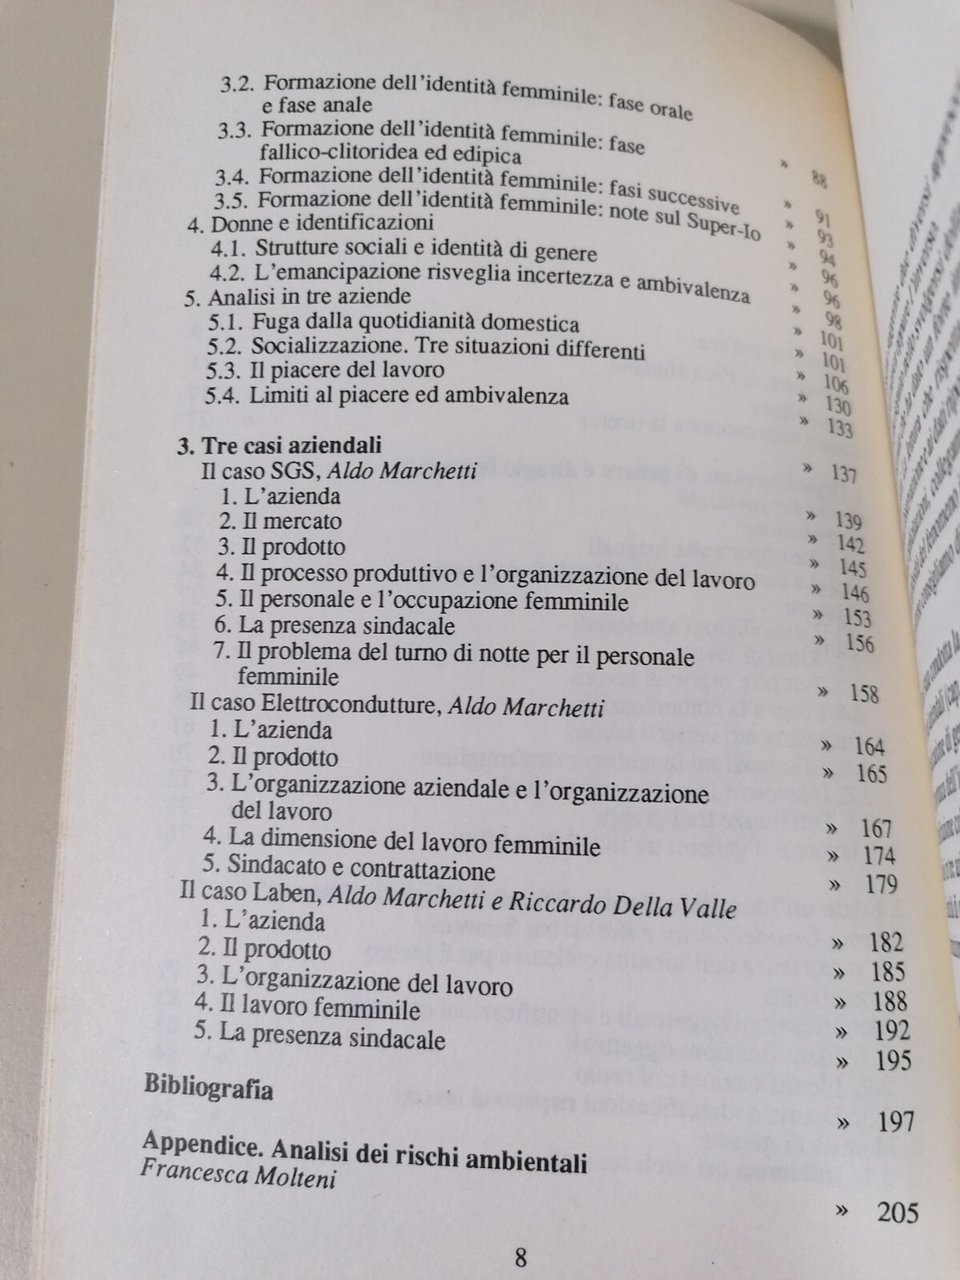 3.2. Formazione dell'identità femminile: fase orale
e fase anale » 88
3.3. Formazione dell'identità femminile: fase
fallico-clitoridea ed edipica » 91
3.4. Formazione dell'identità femminile: fasi successive » 93
3.5. Formazione dell'identità femminile: note sul Super-Io » 94
4. Donne e identificazioni » 96
4.1. Strutture sociali e identità di genere » 96
4.2. L'emancipazione risveglia incertezza e ambivalenza » 98
5. Analisi in tre aziende » 101
5.1. Fuga dalla quotidianità domestica » 101
5.2. Socializzazione. Tre situazioni differenti » 106
5.3. Il piacere del lavoro » 130
5.4. Limiti al piacere ed ambivalenza » 133
3. Tre casi aziendali » 137
Il caso SGS, Aldo Marchetti
1. L'azienda » 139
2. Il mercato » 142
3. Il prodotto » 145
4. Il processo produttivo e l'organizzazione del lavoro » 146
5. Il personale e l'occupazione femminile » 153
6. La presenza sindacale » 156
7. Il problema del turno di notte per il personale
femminile » 158
Il caso Elettrocondutture, Aldo Marchetti
1. L'azienda » 164
2. Il prodotto » 165
3. L'organizzazione aziendale e l'organizzazione
del lavoro » 167
4. La dimensione del lavoro femminile » 174
5. Sindacato e contrattazione » 179
Il caso Laben, Aldo Marchetti e Riccardo Della Valle
1. L'azienda » 182
2. Il prodotto » 185
3. L'organizzazione del lavoro » 188
4. Il lavoro femminile » 192
5. La presenza sindacale » 195
Bibliografia » 197
Appendice. Analisi dei rischi ambientali
Francesca Molteni » 205
8